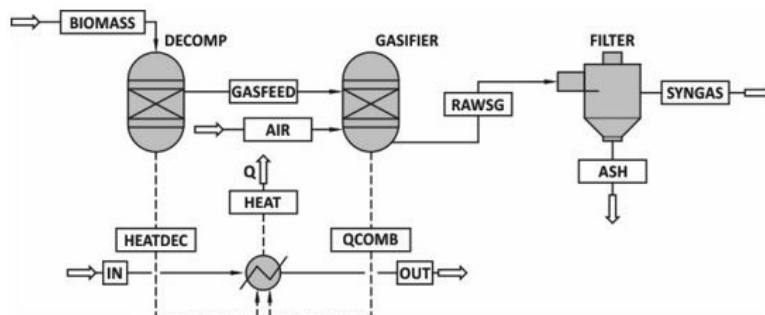 BIOMASS
DECOMP
GASIFIER
FILTER
GASFEED
RAWSG
SYNGAS
AIR
Q
HEAT
ASH
HEATDEC
QCOMB
IN
OUT